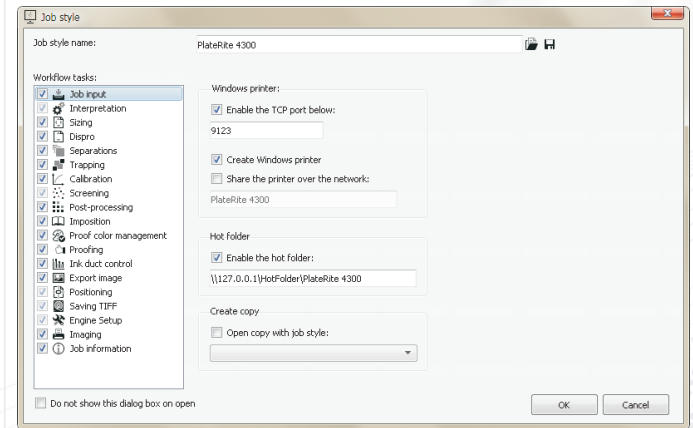 Job style
Job style name:
PlateRite 4300
Workflow tasks:
Job input
Interpretation
Sizing
Dispro
Separations
Trapping
Calibration
Screening
Post-processing
Imposition
Proof color management
Proofing
Ink duct control
Export image
Positioning
Saving TIFF
Engine Setup
Imaging
Job information
Windows printer:
Enable the TCP port below:
9123
Create Windows printer
Share the printer over the network:
PlateRite 4300
Hot folder
Enable the hot folder:
\\127.0.0.1\HotFolder\PlateRite 4300
Create copy
Open copy with job style:
Do not show this dialog box on open
OK
Cancel